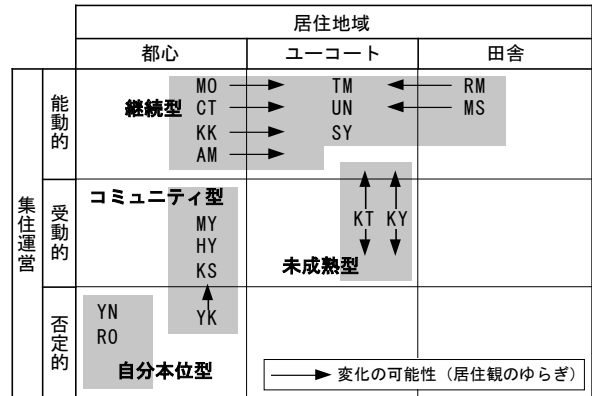 居住地域
都心 ユーコート 田舎
集住運営
能動的
継続型
MO TM RM
CT UN MS
KK SY
AM
受動的
コミュニティ型
MY
HY
KS
KT KY
未成熟型
否定的
YN YK
RO
自分本位型
変化の可能性（居住観のゆらぎ）